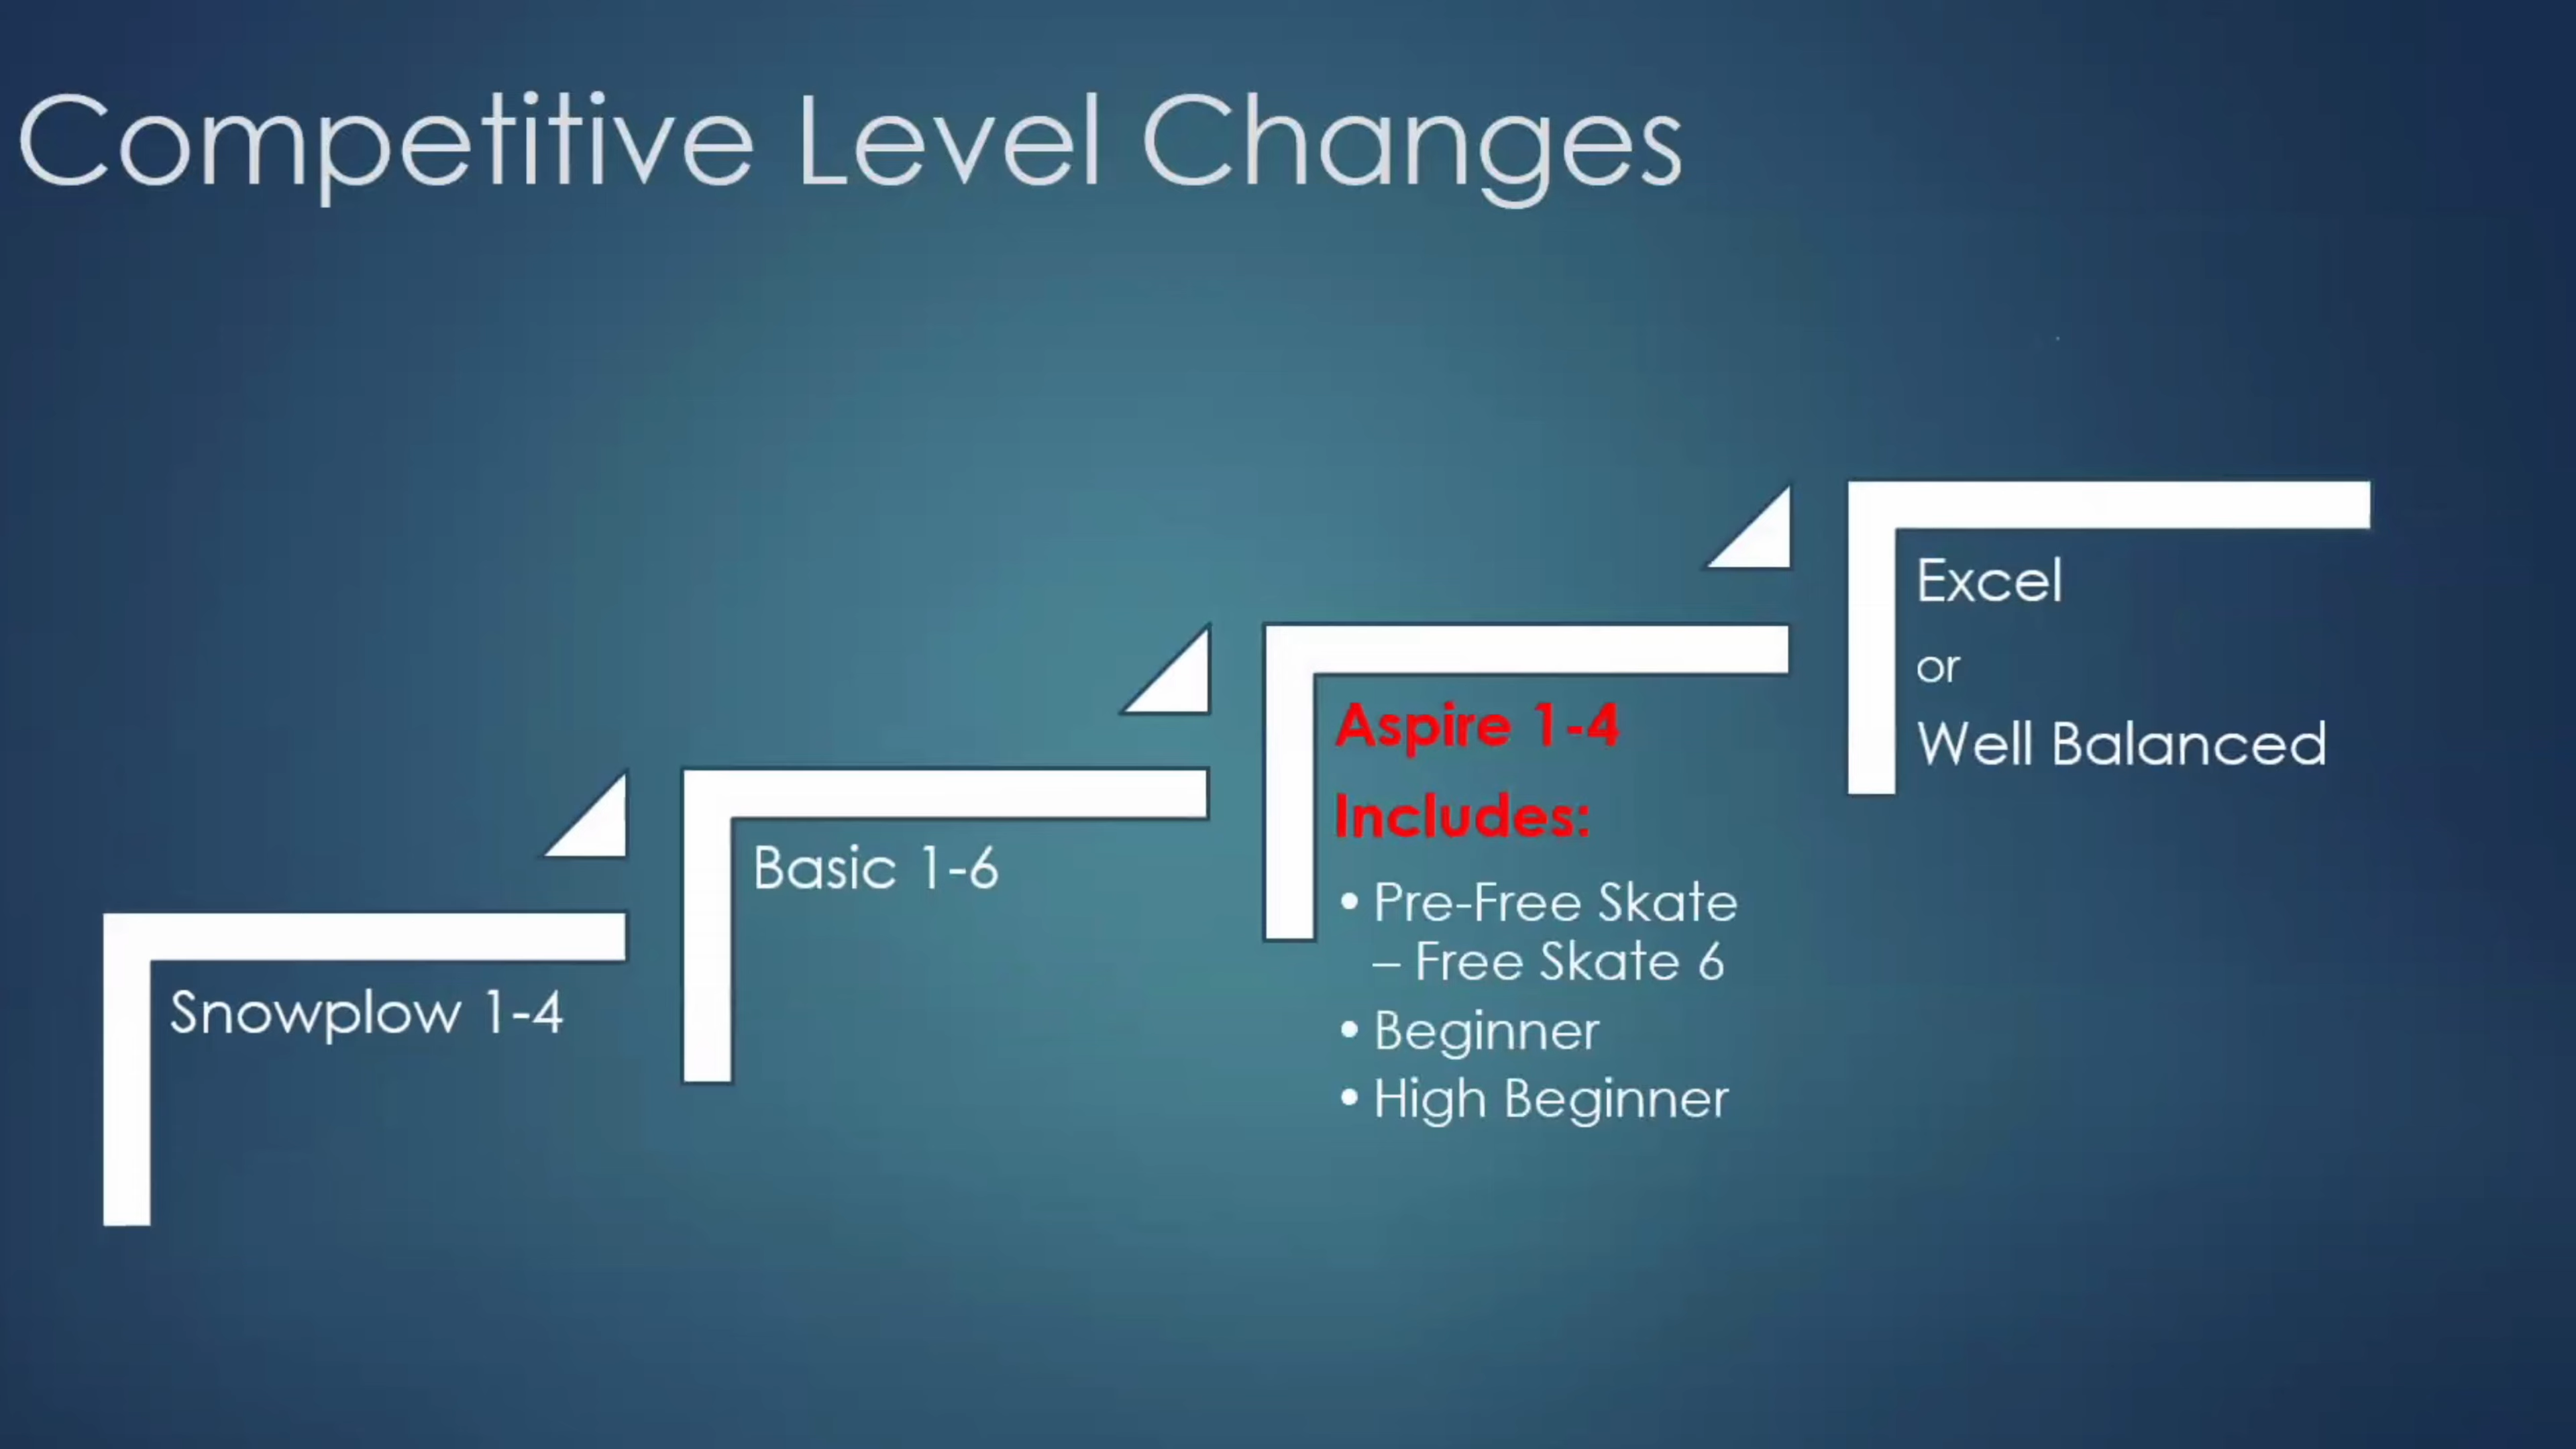 Competitive Level Changes
Snowplow 1-4
Basic 1-6
Aspire 1-4
Includes:
• Pre-Free Skate
– Free Skate 6
• Beginner
• High Beginner
Excel
or
Well Balanced